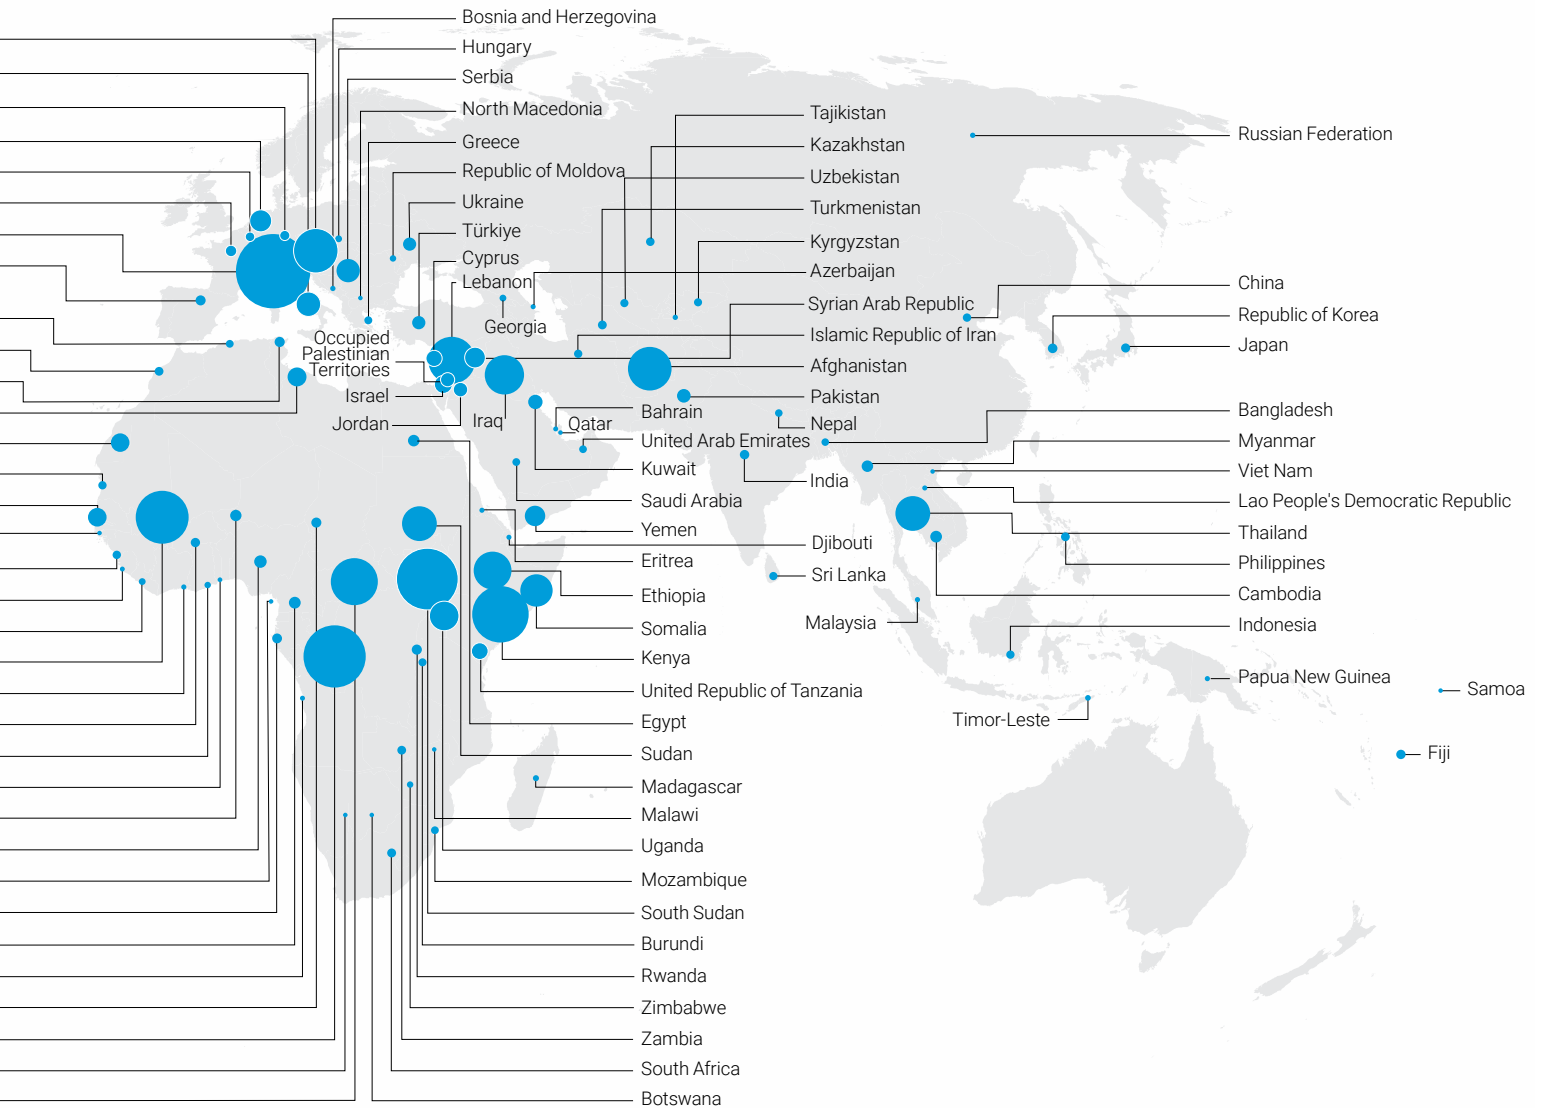 Bosnia and Herzegovina
Hungary
Serbia
North Macedonia
Greece
Republic of Moldova
Ukraine
Türkiye
Cyprus
Lebanon
Georgia
Occupied
Palestinian
Territories
Israel
Jordan
Iraq
Tajikistan
Kazakhstan
Uzbekistan
Turkmenistan
Kyrgyzstan
Azerbaijan
Syrian Arab Republic
Islamic Republic of Iran
Afghanistan
Pakistan
Nepal
Bahrain
Qatar
United Arab Emirates
Kuwait
India
Saudi Arabia
Yemen
Djibouti
Eritrea
Sri Lanka
Ethiopia
Somalia
Malaysia
Kenya
United Republic of Tanzania
Egypt
Sudan
Madagascar
Malawi
Uganda
Mozambique
South Sudan
Burundi
Rwanda
Zimbabwe
Zambia
South Africa
Botswana
Russian Federation
China
Republic of Korea
Japan
Bangladesh
Myanmar
Viet Nam
Lao People's Democratic Republic
Thailand
Philippines
Cambodia
Indonesia
Papua New Guinea
Samoa
Timor-Leste
Fiji